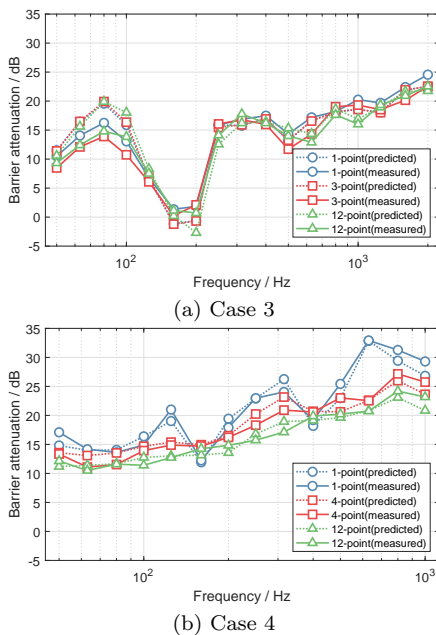 35
30
25
20
15
10
5
0
-5
Barrier attenuation / dB
1-point(predicted)
1-point(measured)
3-point(predicted)
3-point(measured)
12-point(predicted)
12-point(measured)
10²
10³
Frequency / Hz
(a) Case 3
35
30
25
20
15
10
5
0
-5
Barrier attenuation / dB
1-point(predicted)
1-point(measured)
4-point(predicted)
4-point(measured)
12-point(predicted)
12-point(measured)
10²
10³
Frequency / Hz
(b) Case 4